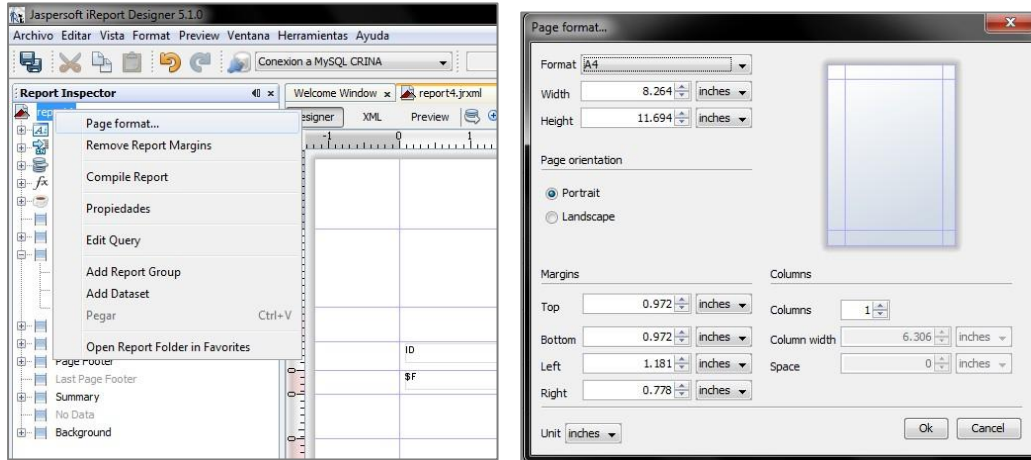 Jaspersoft iReport Designer 5.1.0
Archivo Editar Vista Format Preview Ventana Herramientas Ayuda
Conexion a MySQL CRINA
Report Inspector
Welcome Window x report4.jrxml
Designer XML Preview
-1 0 1
Page format...
Remove Report Margins
Compile Report
Propiedades
Edit Query
Add Report Group
Add Dataset
Pegar Ctrl+V
Open Report Folder in Favorites
ID
Page Footer
Last Page Footer
$F
Summary
No Data
Background
Page format...
Format A4
Width 8.264 inches
Height 11.694 inches
Page orientation
Portrait
Landscape
Margins
Top 0.972 inches
Bottom 0.972 inches
Left 1.181 inches
Right 0.778 inches
Columns
Columns 1
Column width 6.306 inches
Space 0 inches
Unit inches
Ok Cancel